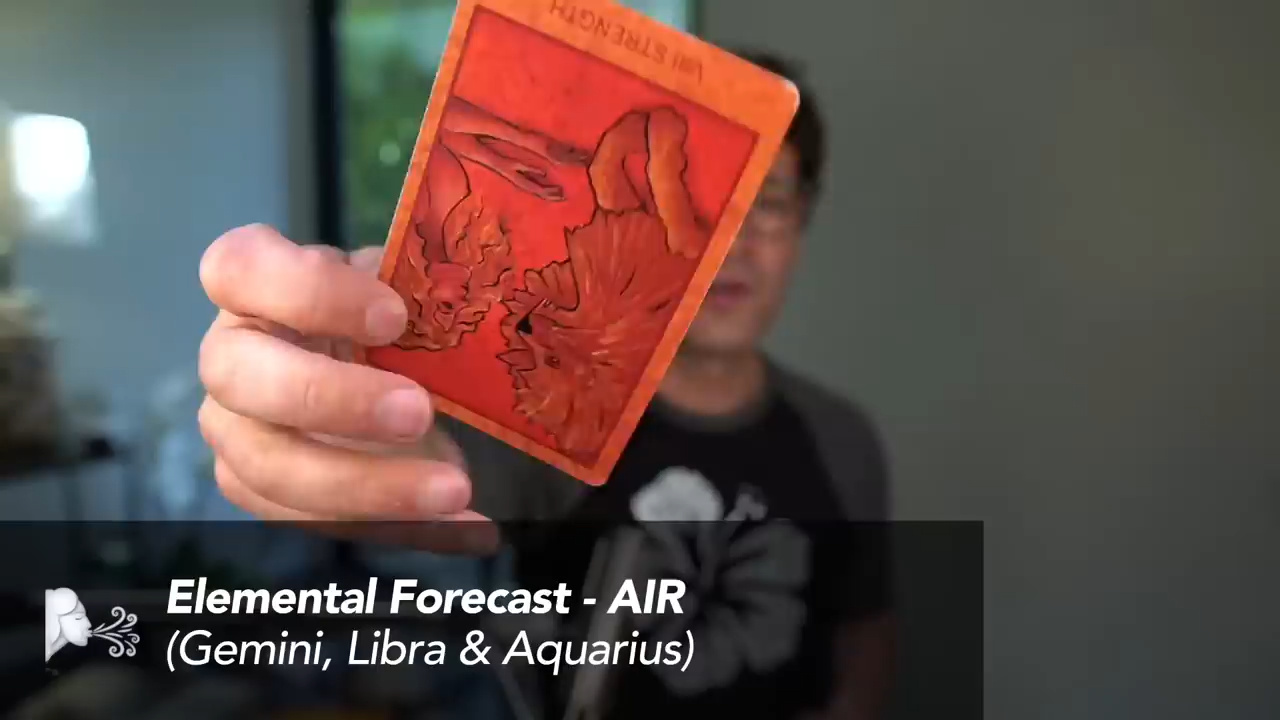 VIII STRENGTH
Elemental Forecast - AIR
(Gemini, Libra & Aquarius)